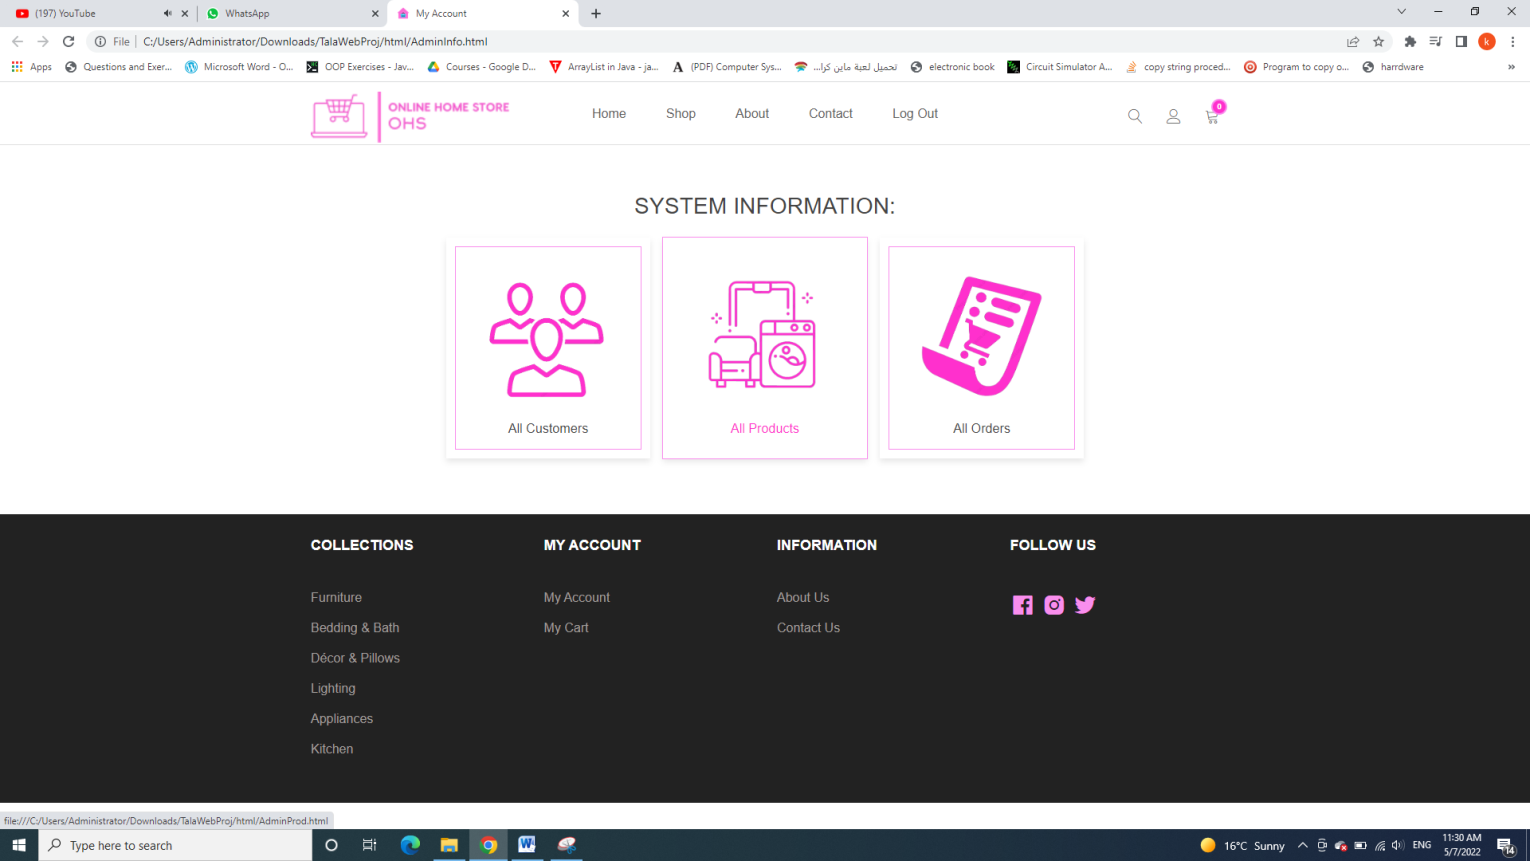 (197) YouTube
WhatsApp
My Account
File
C:/Users/Administrator/Downloads/TalaWebProj/html/AdminInfo.html
k
Apps
Questions and Exer...
Microsoft Word - O...
OOP Exercises - Jav...
Courses - Google D...
ArrayList in Java - ja...
(PDF) Computer Sys...
تحميل لعبة ماين كرا...
electronic book
Circuit Simulator A...
copy string proced...
Program to copy o...
harrdware
»
ONLINE HOME STORE
OHS
Home
Shop
About
Contact
Log Out
0
SYSTEM INFORMATION:
All Customers
All Products
All Orders
COLLECTIONS
MY ACCOUNT
INFORMATION
FOLLOW US
Furniture
My Account
About Us
Bedding & Bath
My Cart
Contact Us
Décor & Pillows
Lighting
Appliances
Kitchen
file:///C:/Users/Administrator/Downloads/TalaWebProj/html/AdminProd.html
Type here to search
16°C Sunny
ENG
11:30 AM
5/7/2022
14